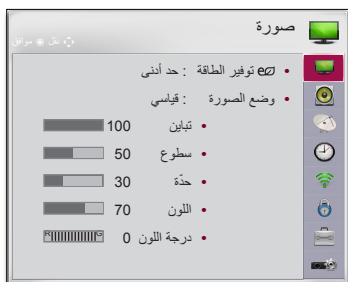 صورة
نقل موافق
توفير الطاقة : حد أدنى
وضع الصورة : قياسي
تباين 100
سطوع 50
حدّة 30
اللون 70
درجة اللون 0 R G